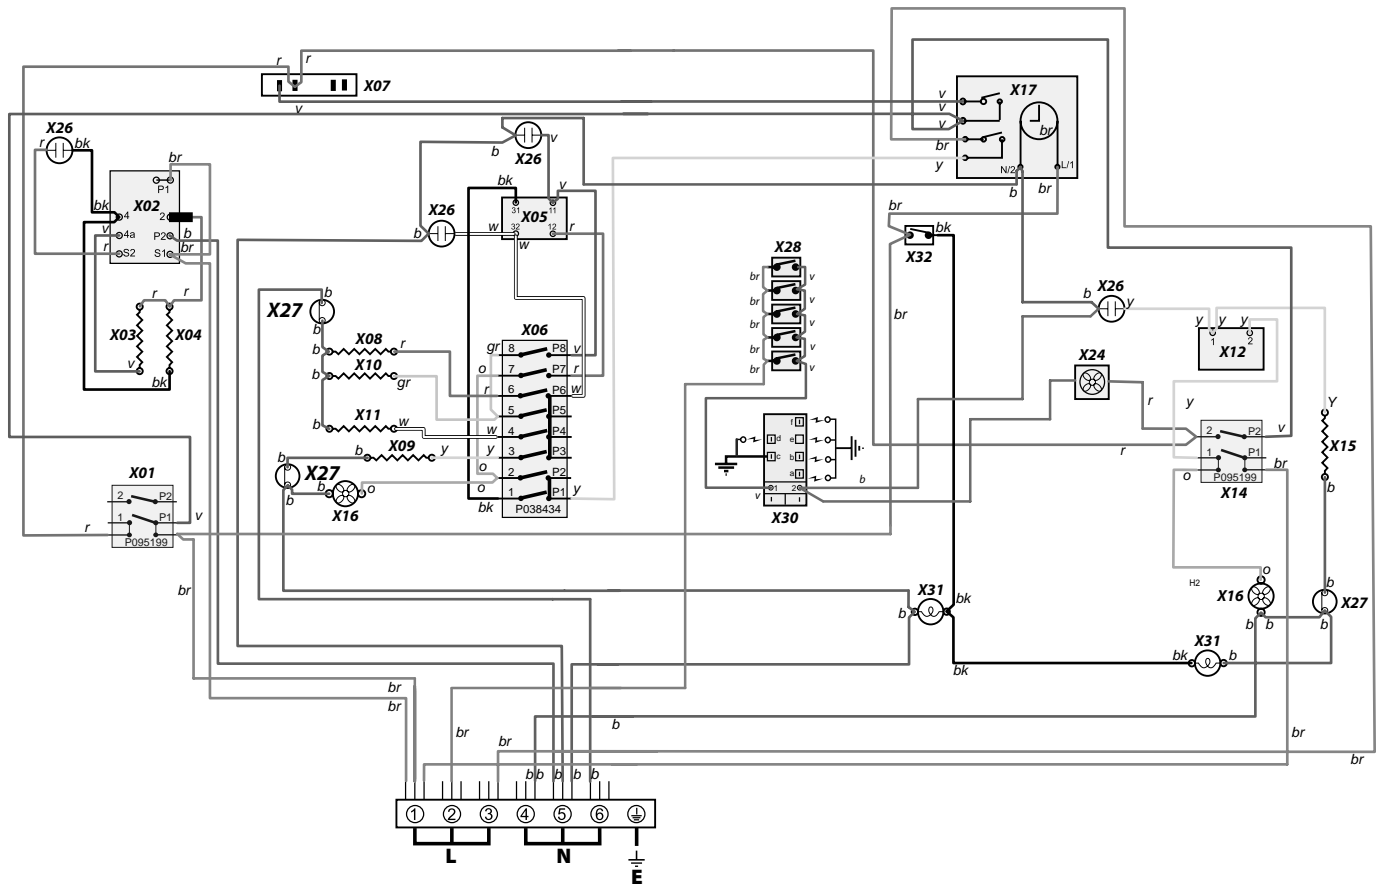 r
r
X07
v
X26
r
bk
br
P1
X02
bk
4
2
v
4a
P2
b
r
S2
S1
br
r
r
X03
X04
v
bk
X26
b
v
bk
v
31
11
X05
X26
b
w
32
12
r
w
X17
v
v
v
br
br
y
N/2
L/1
b
br
br
bk
X32
br
X28
br
v
br
v
br
v
br
v
br
v
X26
b
y
y
y
y
1
2
X12
X24
r
y
r
Y
X15
b
2
P2
v
1
P1
br
o
P095199
X14
X27
b
b
X08
b
r
X10
b
gr
X11
b
w
X09
b
y
X27
b
b
o
X16
b
X06
gr
8
P8
v
o
7
P7
r
r
6
P6
w
5
P5
w
4
P4
y
3
P3
o
2
P2
o
1
P1
y
bk
P038434
f
d
e
c
b
a
1
2
v
b
X30
X01
2
P2
1
P1
v
r
P095199
br
X31
b
bk
bk
H2
o
X16
b
b
b
X27
b
b
X31
bk
b
br
br
br
br
b
br
br
b
b
b
b
b
1
2
3
4
5
6
L
N
E